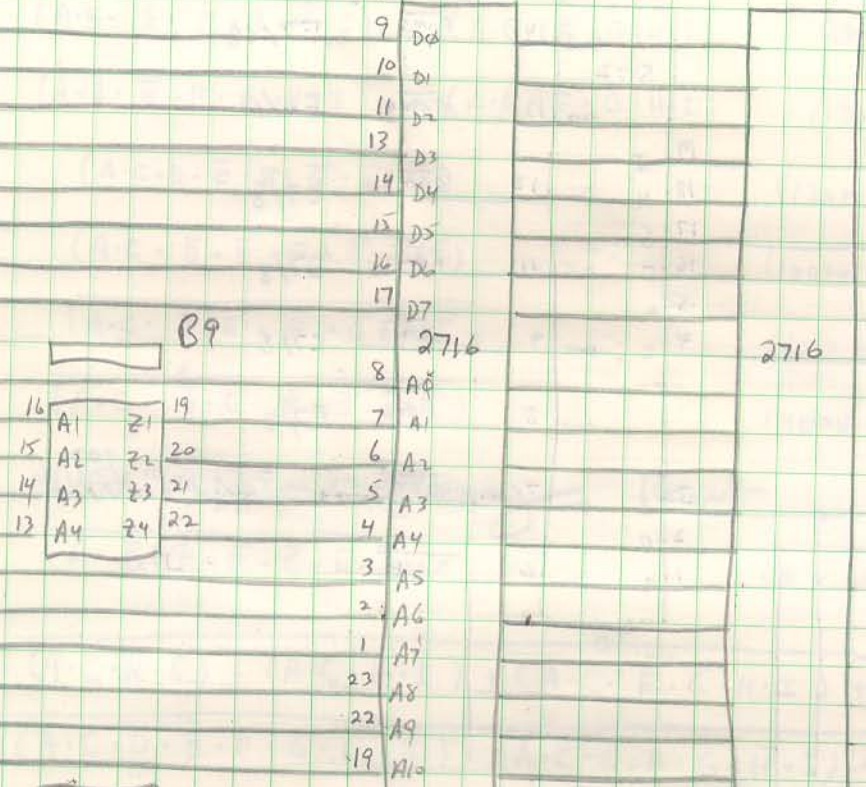 9 DØ
10 D1
11 D2
13 D3
14 D4
15 D5
16 D6
17 D7
B9 2716 2716
8 AØ
16 A1 Z1 19 7 A1
15 A2 Z2 20 6 A2
14 A3 Z3 21 5 A3
13 A4 Z4 22 4 A4
3 A5
2 A6
1 A7
23 A8
22 A9
19 A10